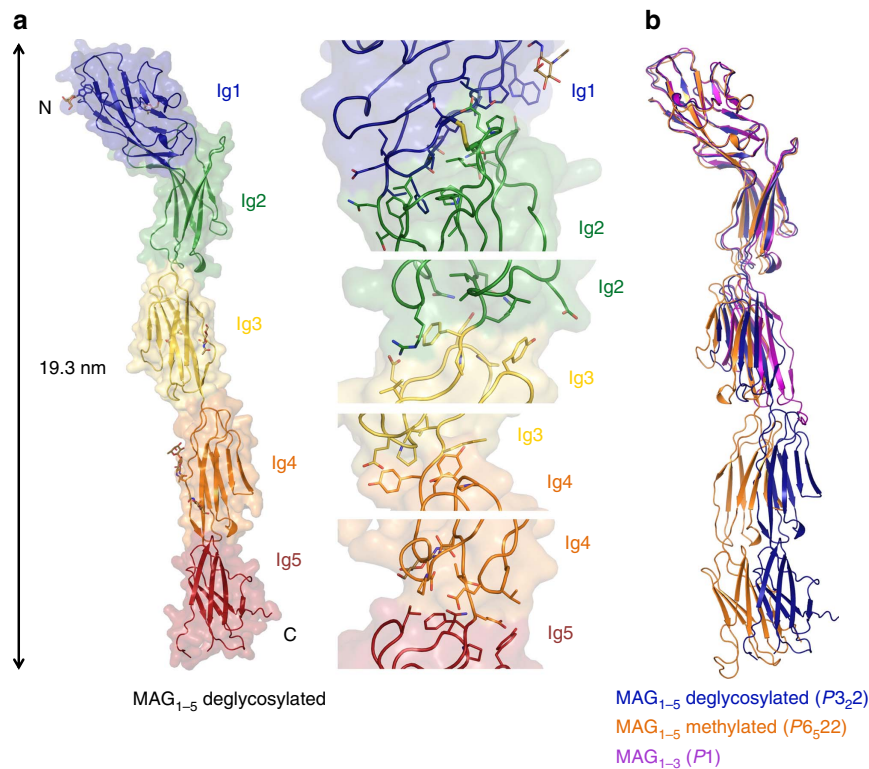 a
b
N
Ig1
Ig2
Ig3
19.3 nm
Ig4
Ig5
C
MAG₁₋₅ deglycosylated
Ig1
Ig2
Ig2
Ig3
Ig3
Ig4
Ig4
Ig5
MAG₁₋₅ deglycosylated (P3₂2)
MAG₁₋₅ methylated (P6₅22)
MAG₁₋₃ (P1)